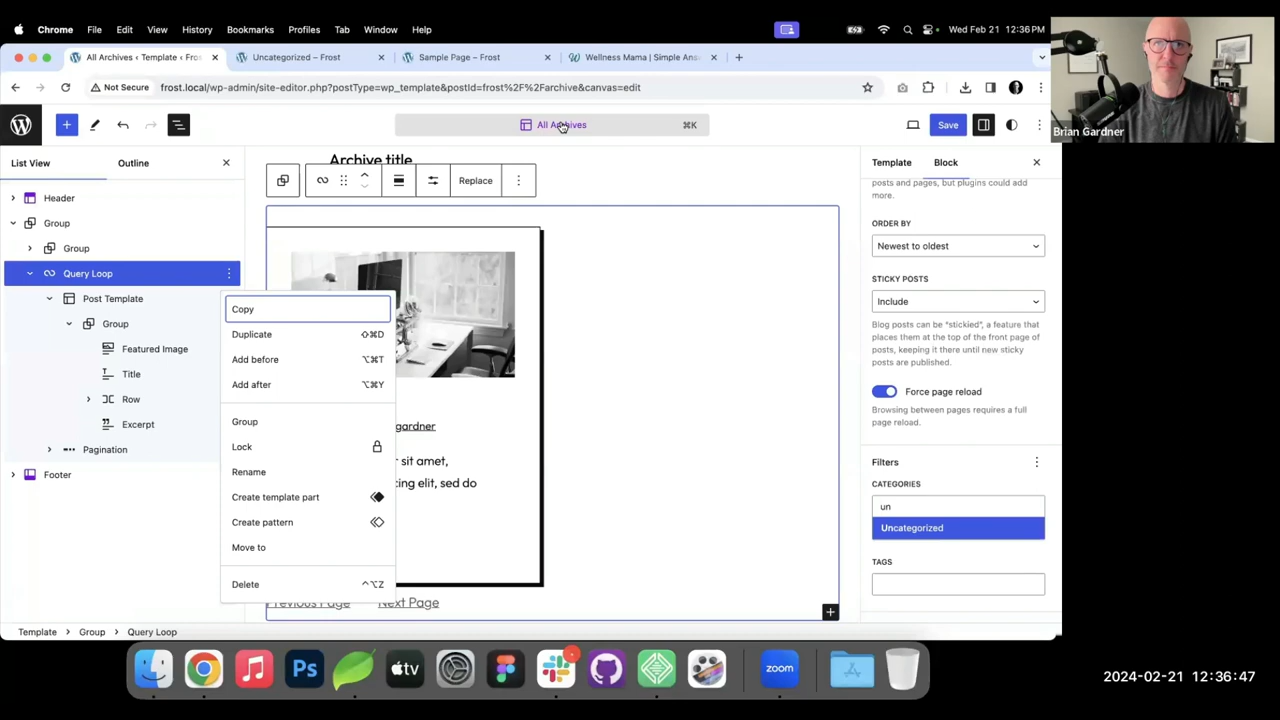 Chrome File Edit View History Bookmarks Profiles Tab Window Help
Wed Feb 21 12:36 PM
All Archives ‹ Template ‹ Fros
Uncategorized – Frost
Sample Page – Frost
Wellness Mama | Simple Ans
Not Secure
frost.local/wp-admin/site-editor.php?postType=wp_template&postId=frost%2F%2Farchive&canvas=edit
Brian Gardner
All Archives
⌘K
Save
List View
Outline
Header
Group
Group
Query Loop
Post Template
Group
Featured Image
Title
Row
Excerpt
Pagination
Footer
Copy
Duplicate ⇧⌘D
Add before ⌥⌘T
Add after ⌥⌘Y
Group
Lock
Rename
Create template part
Create pattern
Move to
Delete ^⌥Z
Archive title
Replace
gardner
r sit amet,
cing elit, sed do
Previous Page Next Page
Template
Block
posts and pages, but plugins could add
more.
ORDER BY
Newest to oldest
STICKY POSTS
Include
Blog posts can be “stickied”, a feature that
places them at the top of the front page of
posts, keeping it there until new sticky
posts are published.
Force page reload
Browsing between pages requires a full
page reload.
Filters
CATEGORIES
un
Uncategorized
TAGS
Template › Group › Query Loop
Ps
tv
zoom
2024-02-21 12:36:47